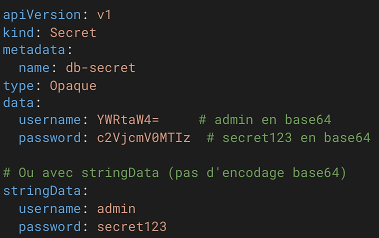 apiVersion: v1
kind: Secret
metadata:
  name: db-secret
type: Opaque
data:
  username: YWRtaW4=     # admin en base64
  password: c2VjcmV0MTIz  # secret123 en base64

# Ou avec stringData (pas d'encodage base64)
stringData:
  username: admin
  password: secret123